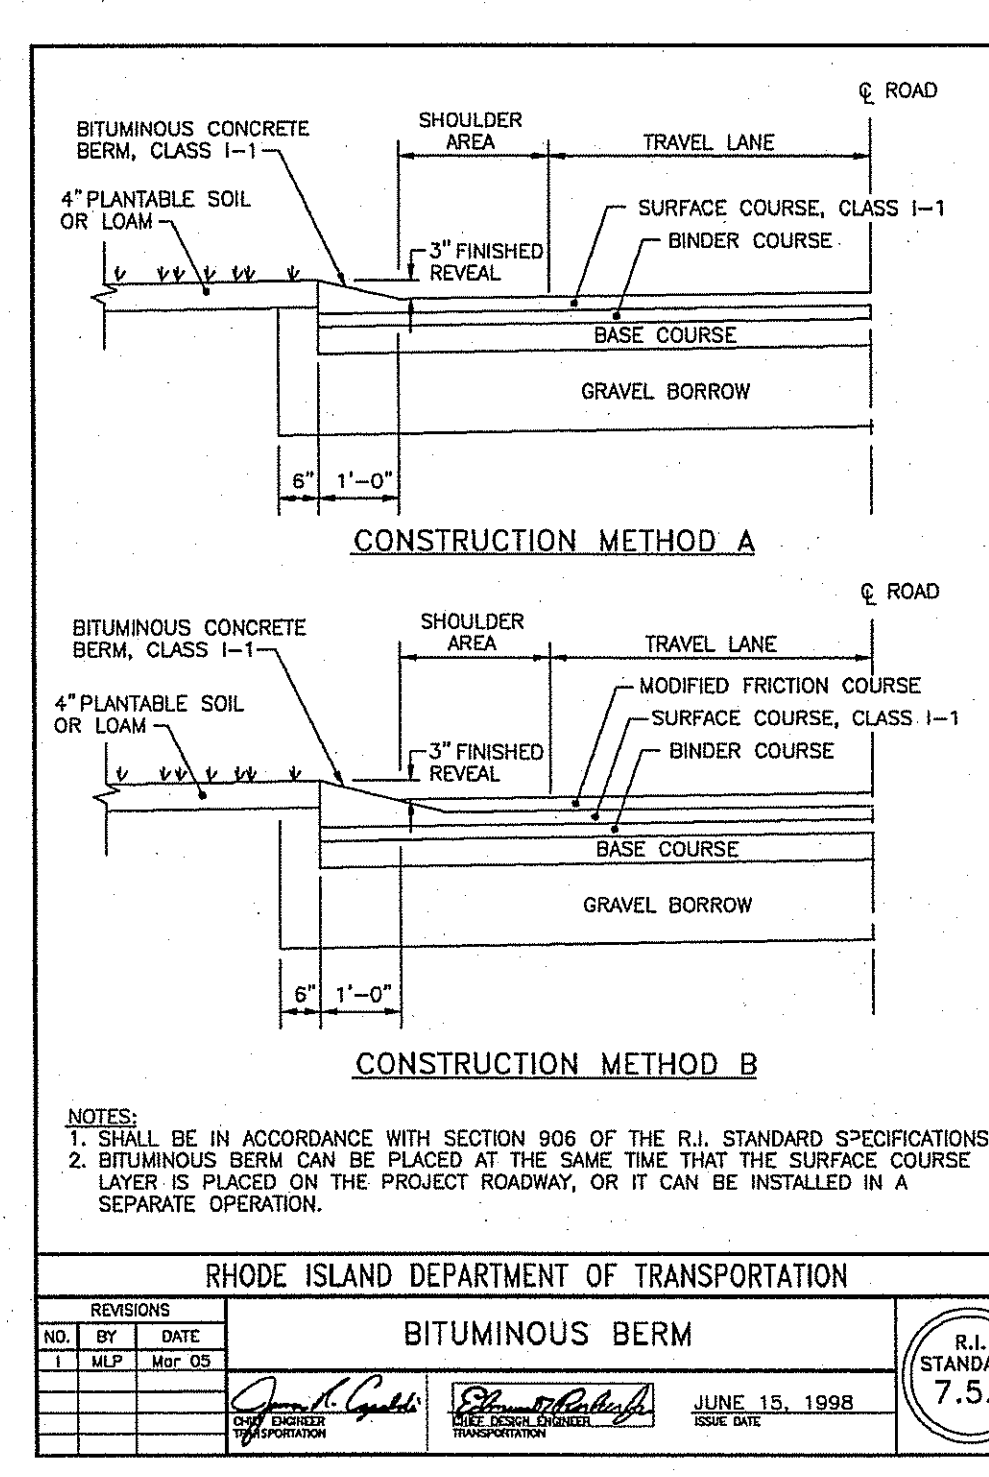 ℄ ROAD
BITUMINOUS CONCRETE
BERM, CLASS I-1
SHOULDER
AREA
TRAVEL LANE
4" PLANTABLE SOIL
OR LOAM
SURFACE COURSE, CLASS I-1
BINDER COURSE
3" FINISHED
REVEAL
BASE COURSE
GRAVEL BORROW
6" 1'-0"
CONSTRUCTION METHOD A
℄ ROAD
BITUMINOUS CONCRETE
BERM, CLASS I-1
SHOULDER
AREA
TRAVEL LANE
MODIFIED FRICTION COURSE
4" PLANTABLE SOIL
OR LOAM
SURFACE COURSE, CLASS I-1
BINDER COURSE
3" FINISHED
REVEAL
BASE COURSE
GRAVEL BORROW
6" 1'-0"
CONSTRUCTION METHOD B
NOTES:
1. SHALL BE IN ACCORDANCE WITH SECTION 906 OF THE R.I. STANDARD SPECIFICATIONS
2. BITUMINOUS BERM CAN BE PLACED AT THE SAME TIME THAT THE SURFACE COURSE
LAYER IS PLACED ON THE PROJECT ROADWAY, OR IT CAN BE INSTALLED IN A
SEPARATE OPERATION.
RHODE ISLAND DEPARTMENT OF TRANSPORTATION
REVISIONS
NO. BY DATE
1 MLP Mar 05
BITUMINOUS BERM
CHIEF ENGINEER
TRANSPORTATION
CHIEF DESIGN ENGINEER
TRANSPORTATION
JUNE 15, 1998
ISSUE DATE
R.I.
STANDA
7.5.